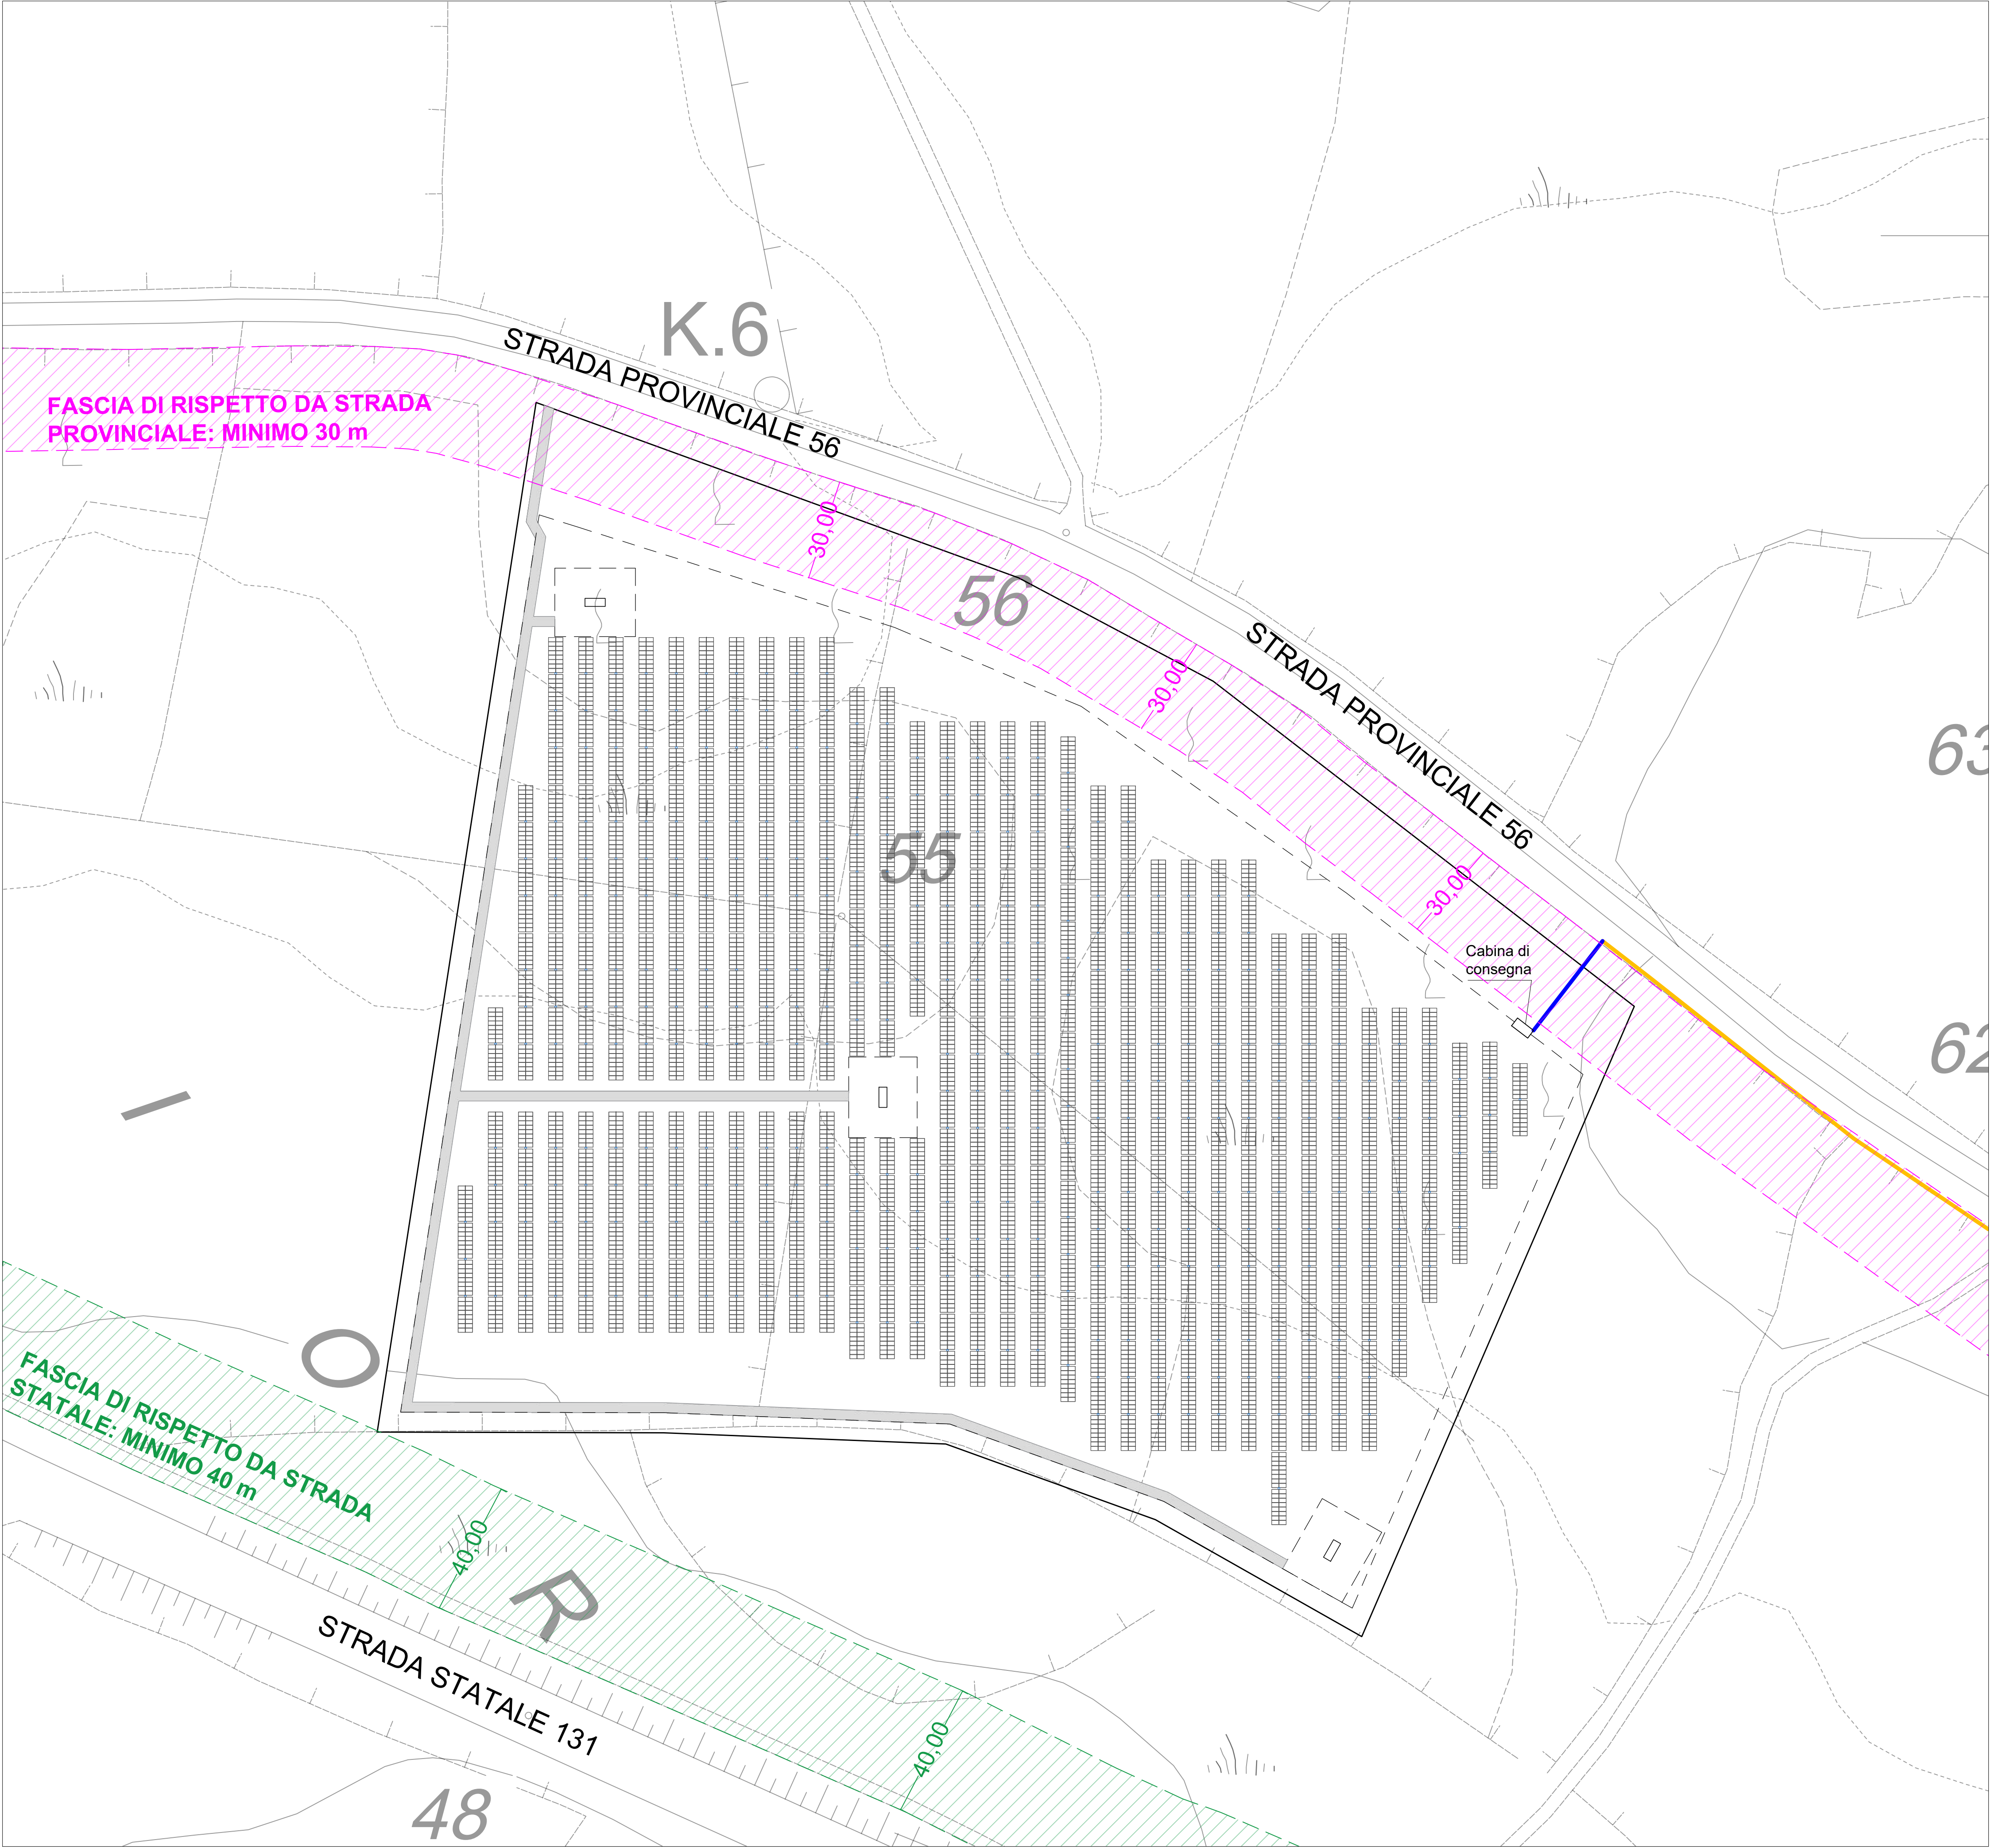 K.6
STRADA PROVINCIALE 56
FASCIA DI RISPETTO DA STRADA
PROVINCIALE: MINIMO 30 m
30,00
56
STRADA PROVINCIALE 56
30,00
63
55
30,00
Cabina di
consegna
62
I
O
FASCIA DI RISPETTO DA STRADA
STATALE: MINIMO 40 m
40,00
R
STRADA STATALE 131
40,00
48